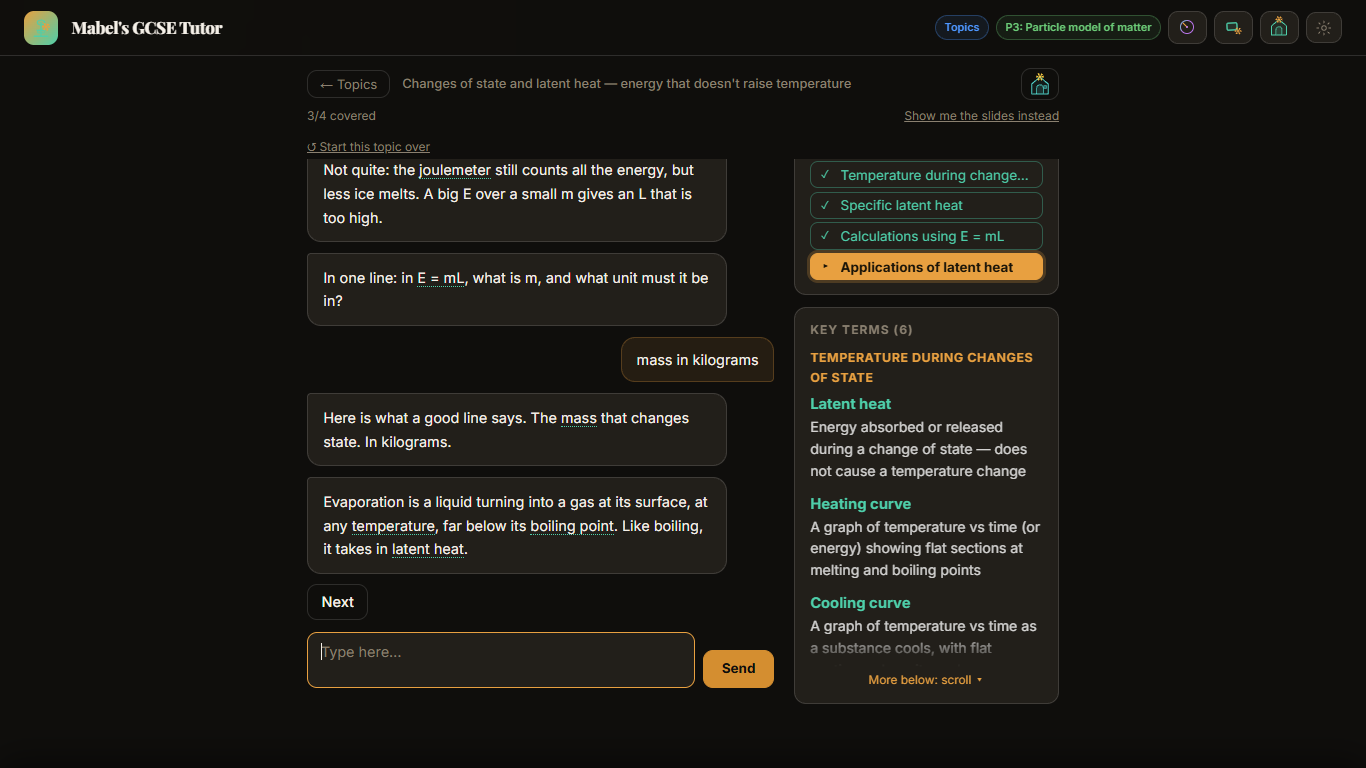 Mabel's GCSE Tutor
Topics
P3: Particle model of matter
← Topics
Changes of state and latent heat — energy that doesn't raise temperature
3/4 covered
Show me the slides instead
↺ Start this topic over
Not quite: the joulemeter still counts all the energy, but
less ice melts. A big E over a small m gives an L that is
too high.
In one line: in E = mL, what is m, and what unit must it be
in?
mass in kilograms
Here is what a good line says. The mass that changes
state. In kilograms.
Evaporation is a liquid turning into a gas at its surface, at
any temperature, far below its boiling point. Like boiling,
it takes in latent heat.
Next
Type here...
Send
✓ Temperature during change...
✓ Specific latent heat
✓ Calculations using E = mL
‣ Applications of latent heat
KEY TERMS (6)
TEMPERATURE DURING CHANGES
OF STATE
Latent heat
Energy absorbed or released
during a change of state — does
not cause a temperature change
Heating curve
A graph of temperature vs time (or
energy) showing flat sections at
melting and boiling points
Cooling curve
A graph of temperature vs time as
a substance cools, with flat
More below: scroll ▾